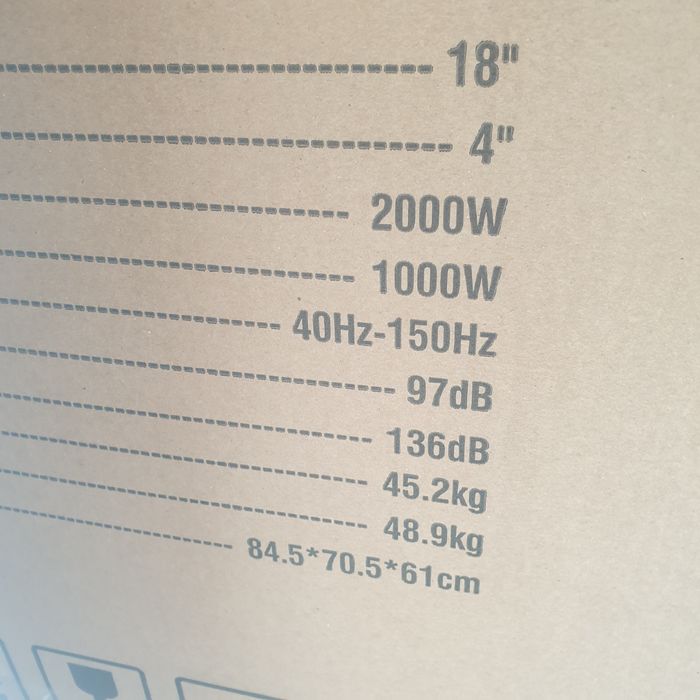 18"
4"
2000W
1000W
40Hz-150Hz
97dB
136dB
45.2kg
48.9kg
84.5*70.5*61cm